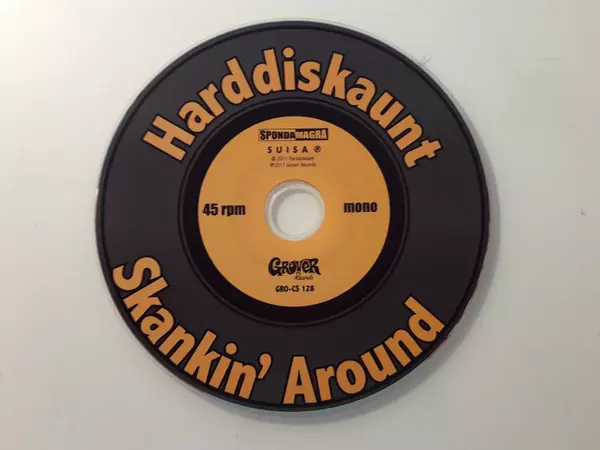 Harddiskaunt
SPONDA MAGRA
SUISA ®
© 2011 Harddiskaunt
℗ 2011 Grover Records
45 rpm
mono
GROVER
Records
GRO-CS 128
Skankin' Around